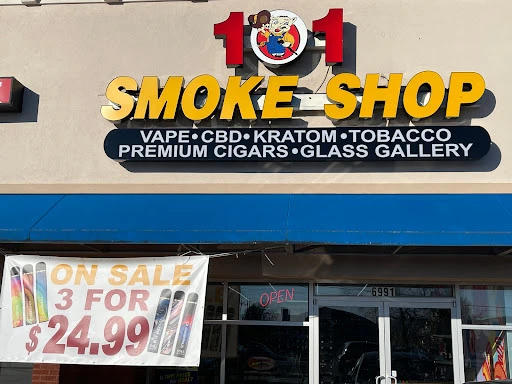 101
SMOKE SHOP
VAPE•CBD•KRATOM•TOBACCO
PREMIUM CIGARS•GLASS GALLERY
ON SALE
3 FOR
$24.99
OPEN
6991